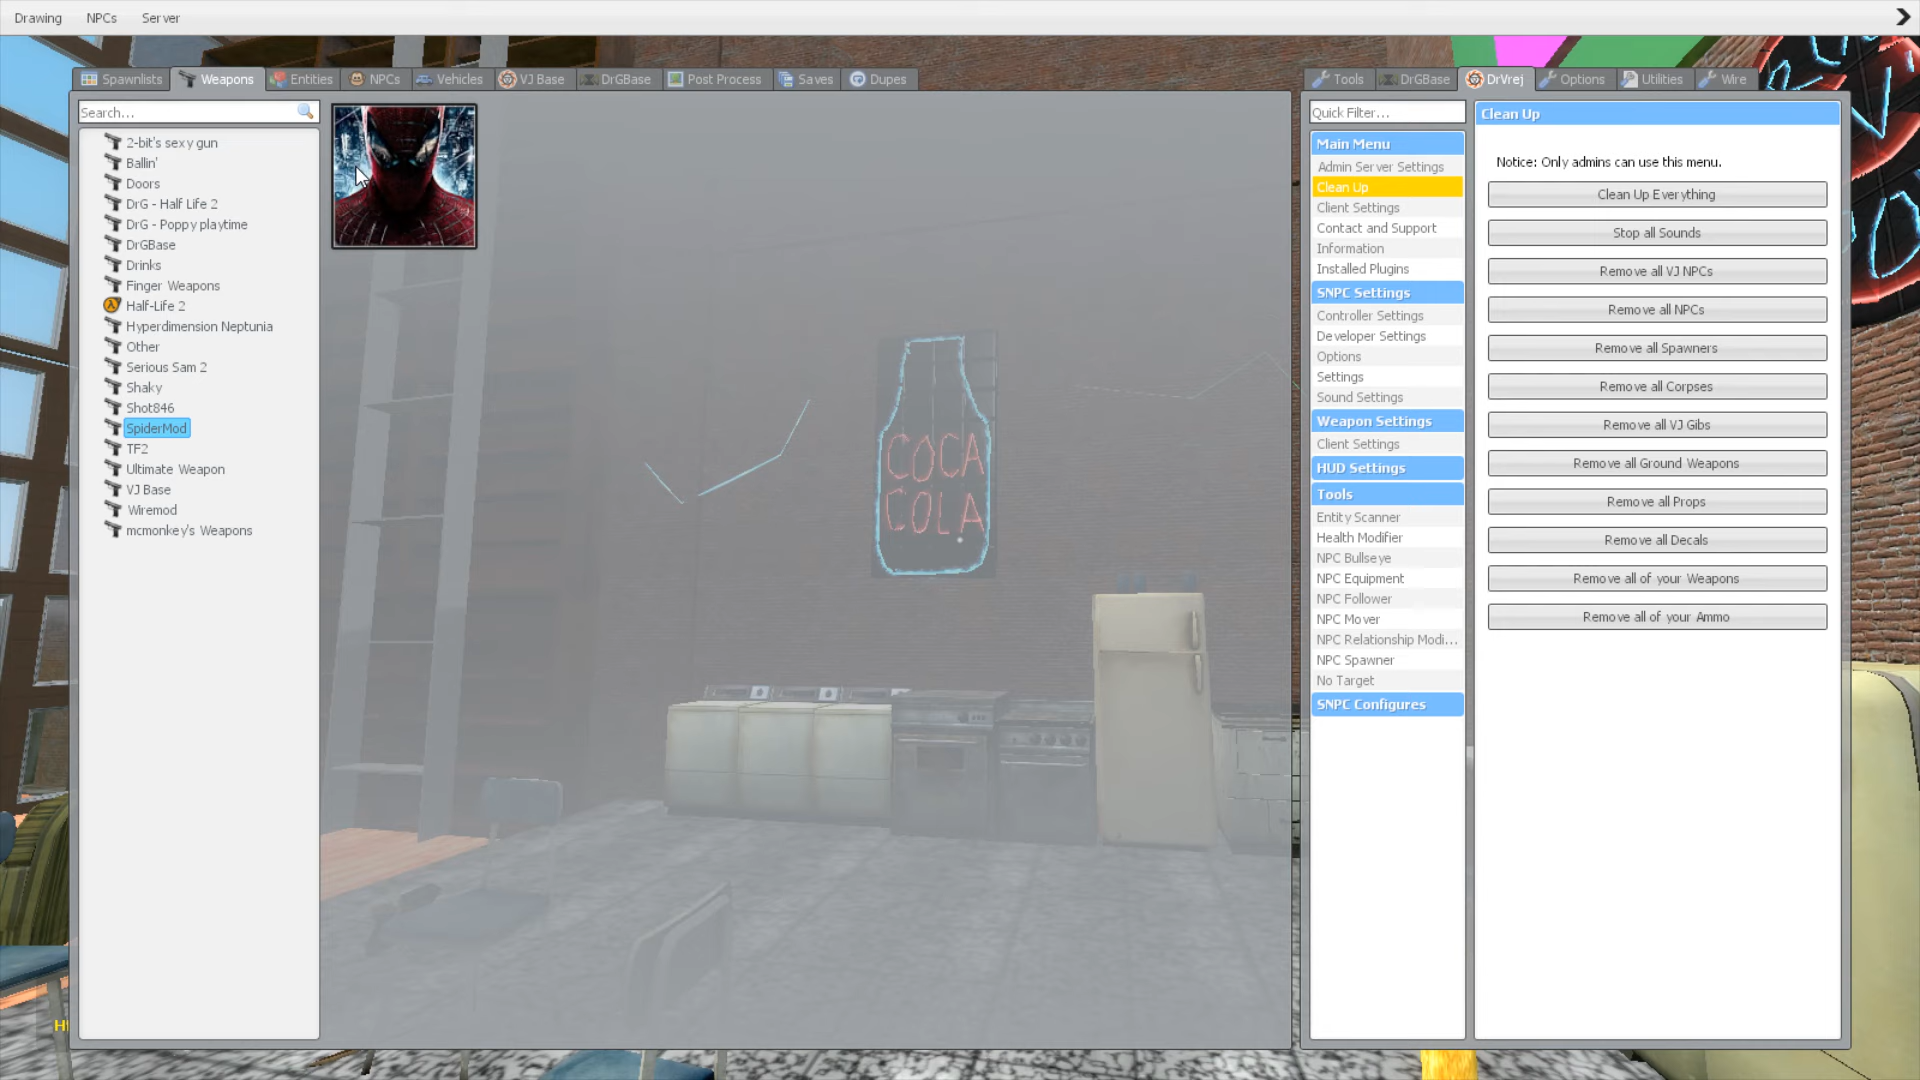 Drawing NPCs Server
Spawnlists Weapons Entities NPCs Vehicles VJ Base DrGBase Post Process Saves Dupes
Search...
2-bit's sexy gun
Ballin'
Doors
DrG - Half Life 2
DrG - Poppy playtime
DrGBase
Drinks
Finger Weapons
Half-Life 2
Hyperdimension Neptunia
Other
Serious Sam 2
Shaky
Shot846
SpiderMod
TF2
Ultimate Weapon
VJ Base
Wiremod
mcmonkey's Weapons
COCA
COLA
Tools DrGBase DrVrej Options Utilities Wire
Quick Filter...
Main Menu
Admin Server Settings
Clean Up
Client Settings
Contact and Support
Information
Installed Plugins
SNPC Settings
Controller Settings
Developer Settings
Options
Settings
Sound Settings
Weapon Settings
Client Settings
HUD Settings
Tools
Entity Scanner
Health Modifier
NPC Bullseye
NPC Equipment
NPC Follower
NPC Mover
NPC Relationship Modi...
NPC Spawner
No Target
SNPC Configures
Clean Up
Notice: Only admins can use this menu.
Clean Up Everything
Stop all Sounds
Remove all VJ NPCs
Remove all NPCs
Remove all Spawners
Remove all Corpses
Remove all VJ Gibs
Remove all Ground Weapons
Remove all Props
Remove all Decals
Remove all of your Weapons
Remove all of your Ammo